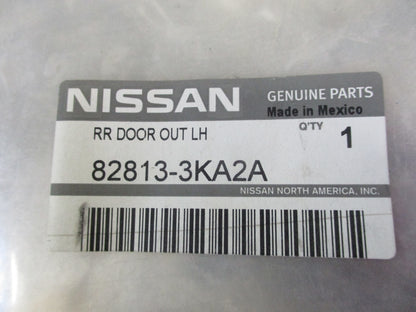 NISSAN GENUINE PARTS
Made in Mexico
RR DOOR OUT LH Q'TY 1
82813-3KA2A
NISSAN NORTH AMERICA, INC.